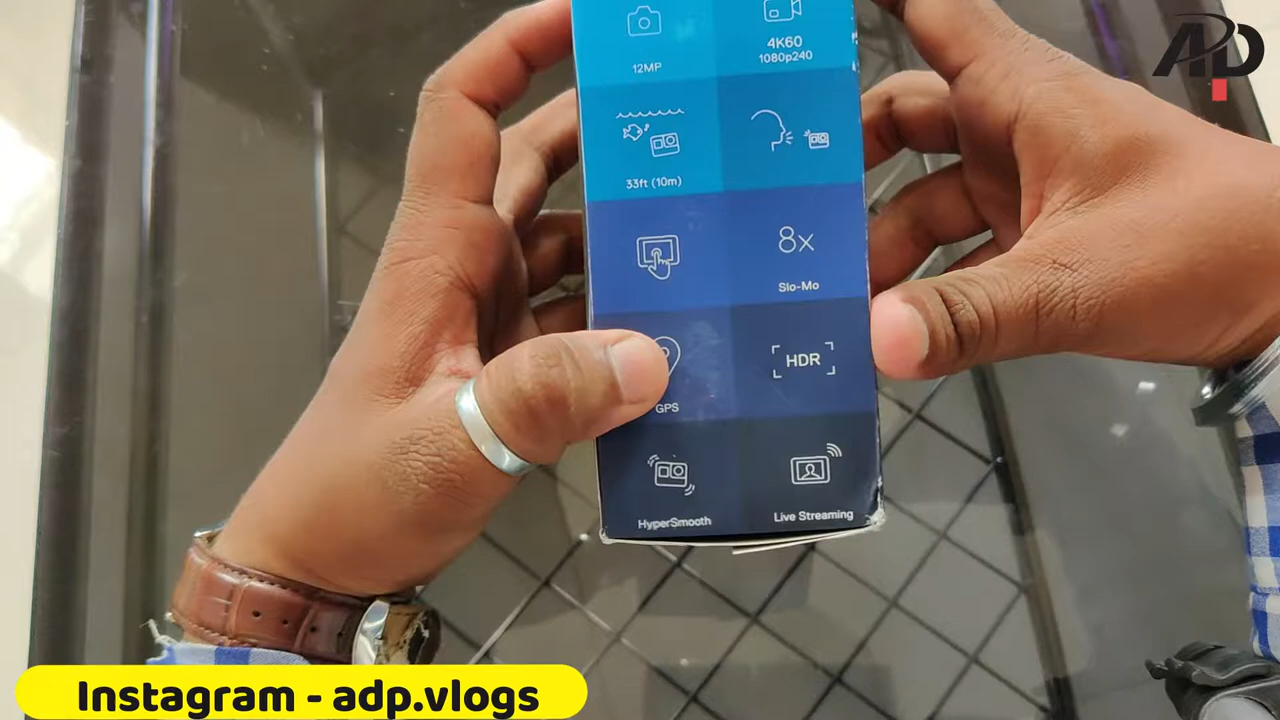 ADP
12MP
4K60
1080p240
33ft (10m)
8x
Slo-Mo
GPS
HDR
HyperSmooth
Live Streaming
Instagram - adp.vlogs